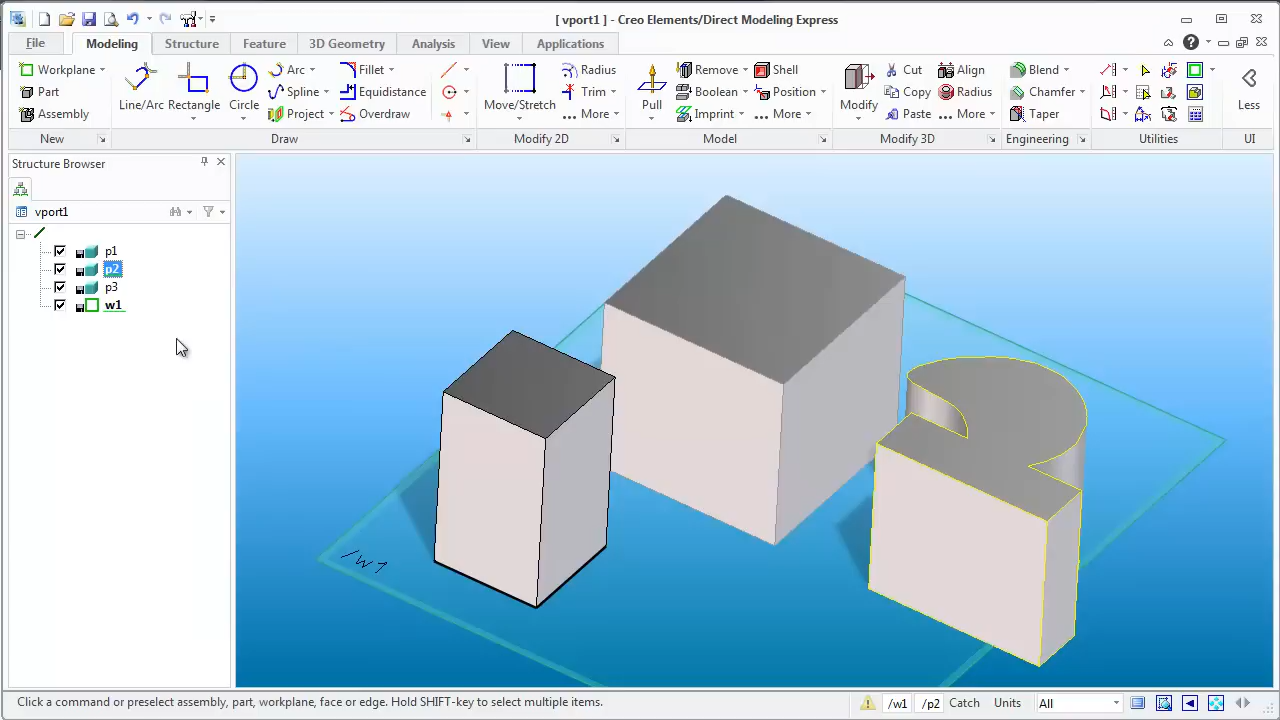 [ vport1 ] - Creo Elements/Direct Modeling Express
File Modeling Structure Feature 3D Geometry Analysis View Applications
Workplane
Part
Assembly
New
Line/Arc
Rectangle
Circle
Arc
Spline
Project
Fillet
Equidistance
Overdraw
Draw
Move/Stretch
Radius
Trim
More
Modify 2D
Pull
Remove
Boolean
Imprint
Shell
Position
More
Model
Modify
Cut
Copy
Paste
Align
Radius
More
Modify 3D
Blend
Chamfer
Taper
Engineering
Utilities
Less
UI
Structure Browser
vport1
p1
p2
p3
w1
/w1
Click a command or preselect assembly, part, workplane, face or edge. Hold SHIFT-key to select multiple items.
/w1 /p2 Catch Units All